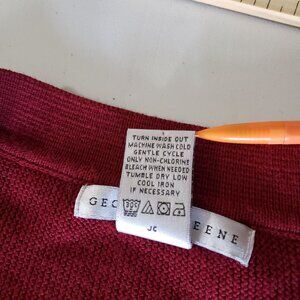 TURN INSIDE OUT
MACHINE WASH COLD
GENTLE CYCLE
ONLY NON-CHLORINE
BLEACH WHEN NEEDED
TUMBLE DRY LOW
COOL IRON
IF NECESSARY
JC
GEO
EENE